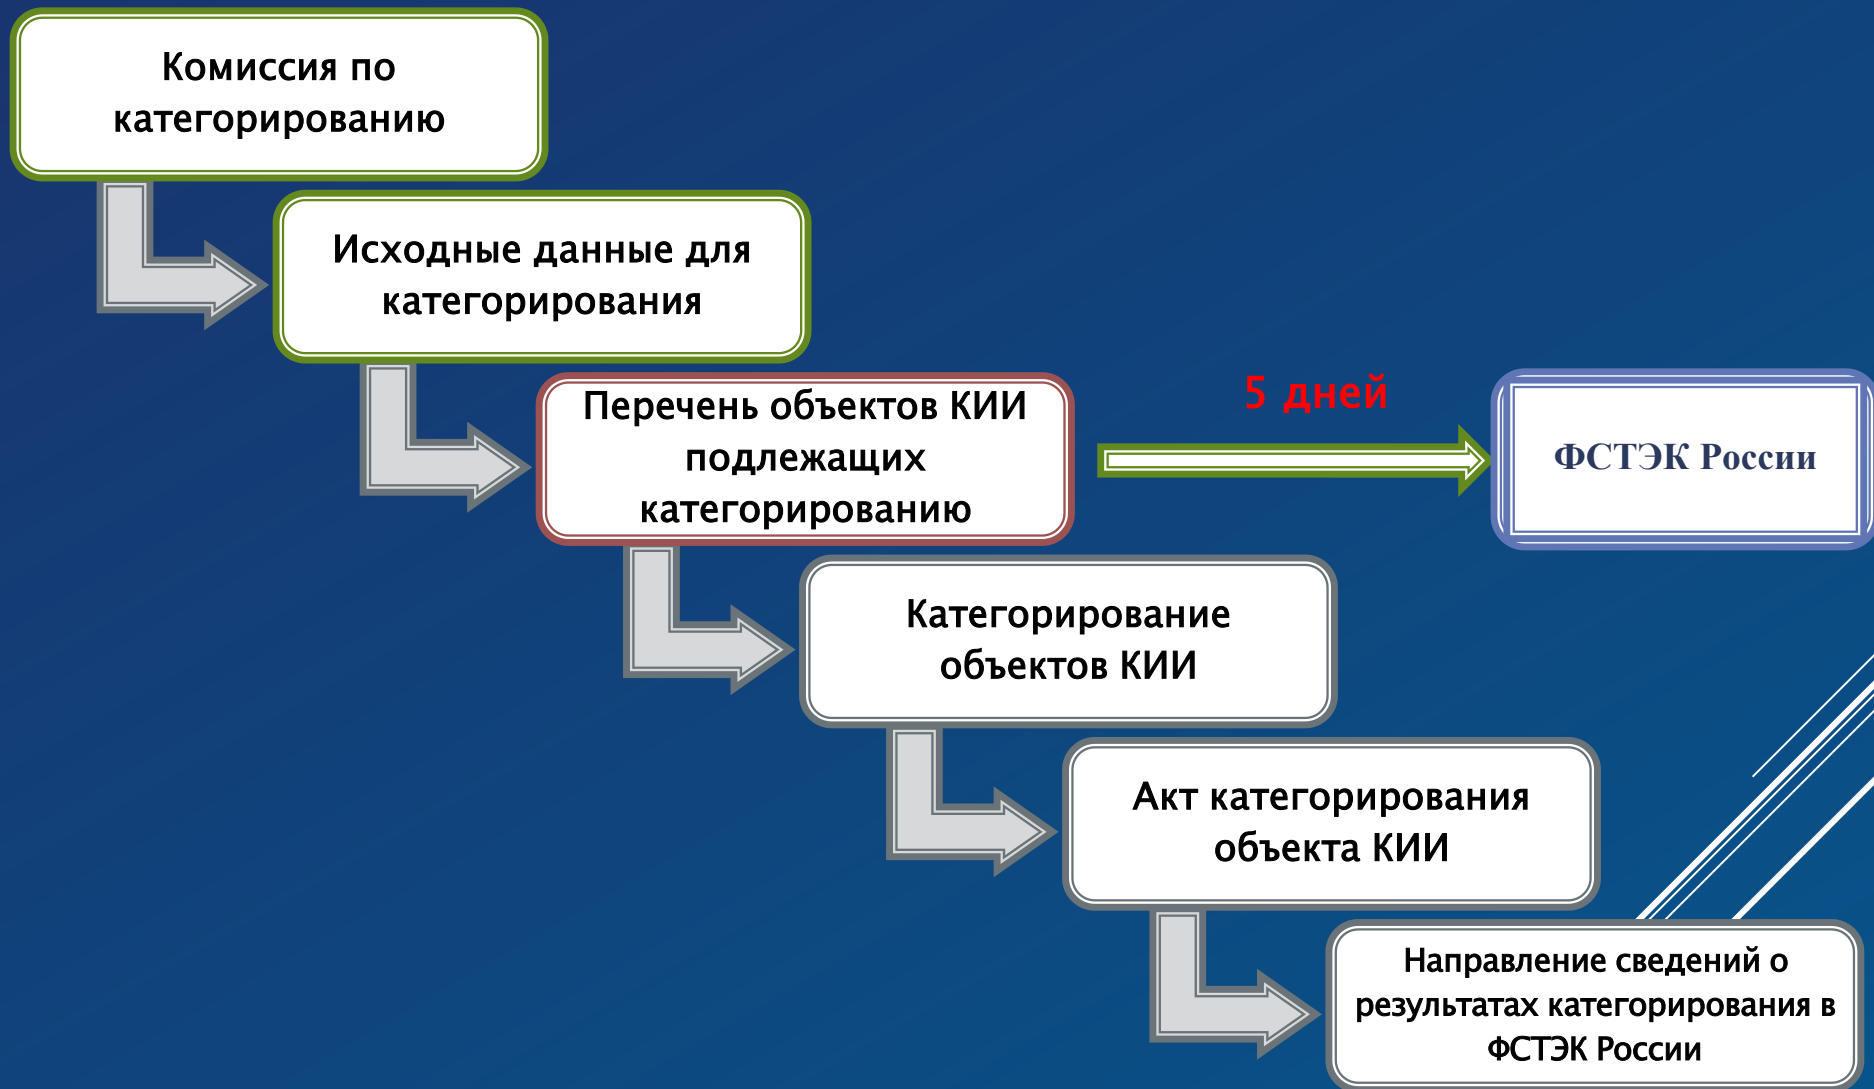 Комиссия по
категорированию
Исходные данные для
категорирования
Перечень объектов КИИ
подлежащих
категорированию
5 дней
ФСТЭК России
Категорирование
объектов КИИ
Акт категорирования
объекта КИИ
Направление сведений о
результатах категорирования в
ФСТЭК России